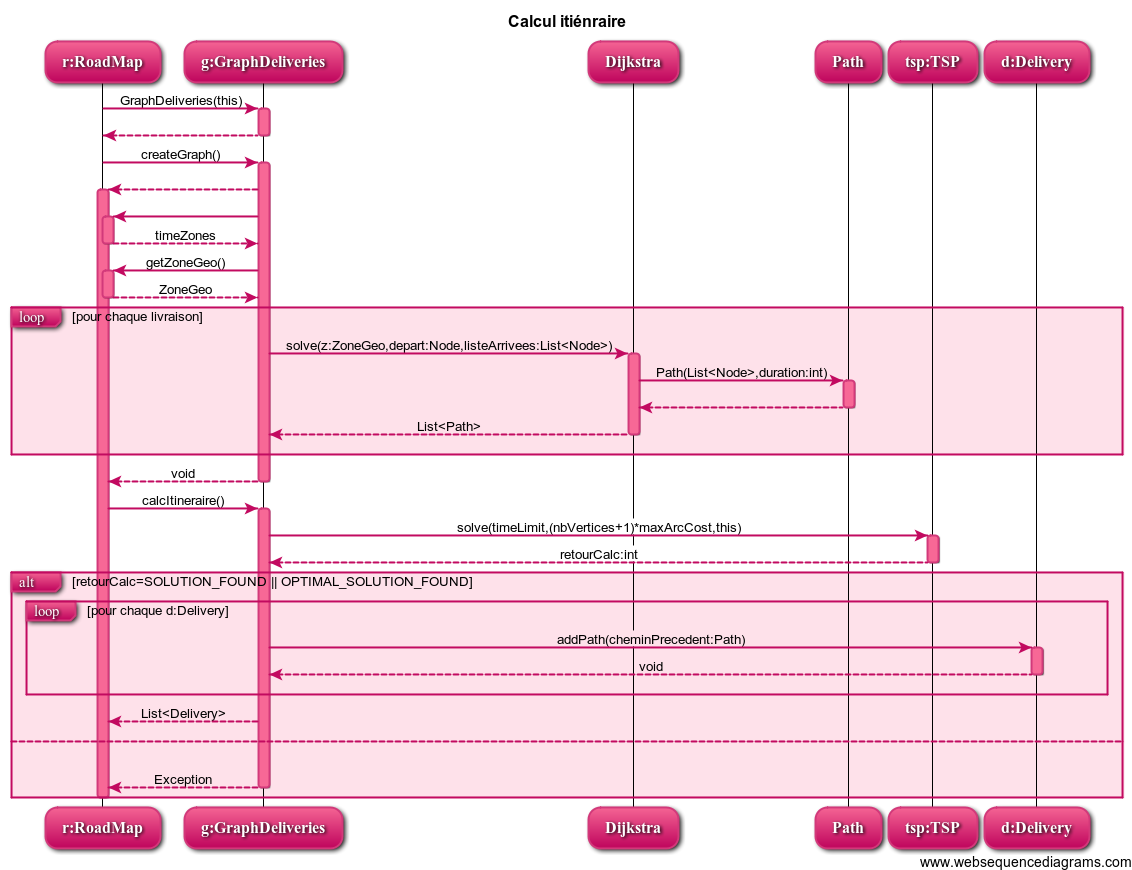 Calcul itiénraire
r:RoadMap
g:GraphDeliveries
Dijkstra
Path
tsp:TSP
d:Delivery
GraphDeliveries(this)
createGraph()
timeZones
getZoneGeo()
ZoneGeo
loop
[pour chaque livraison]
solve(z:ZoneGeo,depart:Node,listeArrivees:List<Node>)
Path(List<Node>,duration:int)
List<Path>
void
calcItineraire()
solve(timeLimit,(nbVertices+1)*maxArcCost,this)
retourCalc:int
alt
[retourCalc=SOLUTION_FOUND || OPTIMAL_SOLUTION_FOUND]
loop
[pour chaque d:Delivery]
addPath(cheminPrecedent:Path)
void
List<Delivery>
Exception
r:RoadMap
g:GraphDeliveries
Dijkstra
Path
tsp:TSP
d:Delivery
www.websequencediagrams.com